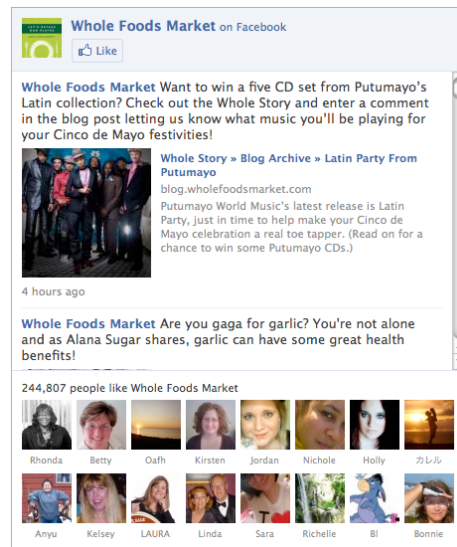 Whole Foods Market on Facebook
Like
Whole Foods Market Want to win a five CD set from Putumayo's
Latin collection? Check out the Whole Story and enter a comment
in the blog post letting us know what music you'll be playing for
your Cinco de Mayo festivities!
Whole Story » Blog Archive » Latin Party From
Putumayo
blog.wholefoodsmarket.com
Putumayo World Music's latest release is Latin
Party, just in time to help make your Cinco de
Mayo celebration a real toe tapper. (Read on for a
chance to win some Putumayo CDs.)
4 hours ago
Whole Foods Market Are you gaga for garlic? You're not alone
and as Alana Sugar shares, garlic can have some great health
benefits!
244,807 people like Whole Foods Market
Rhonda Betty Oafh Kirsten Jordan Nichole Holly カレル
Anyu Kelsey LAURA Linda Sara Richelle Bl Bonnie